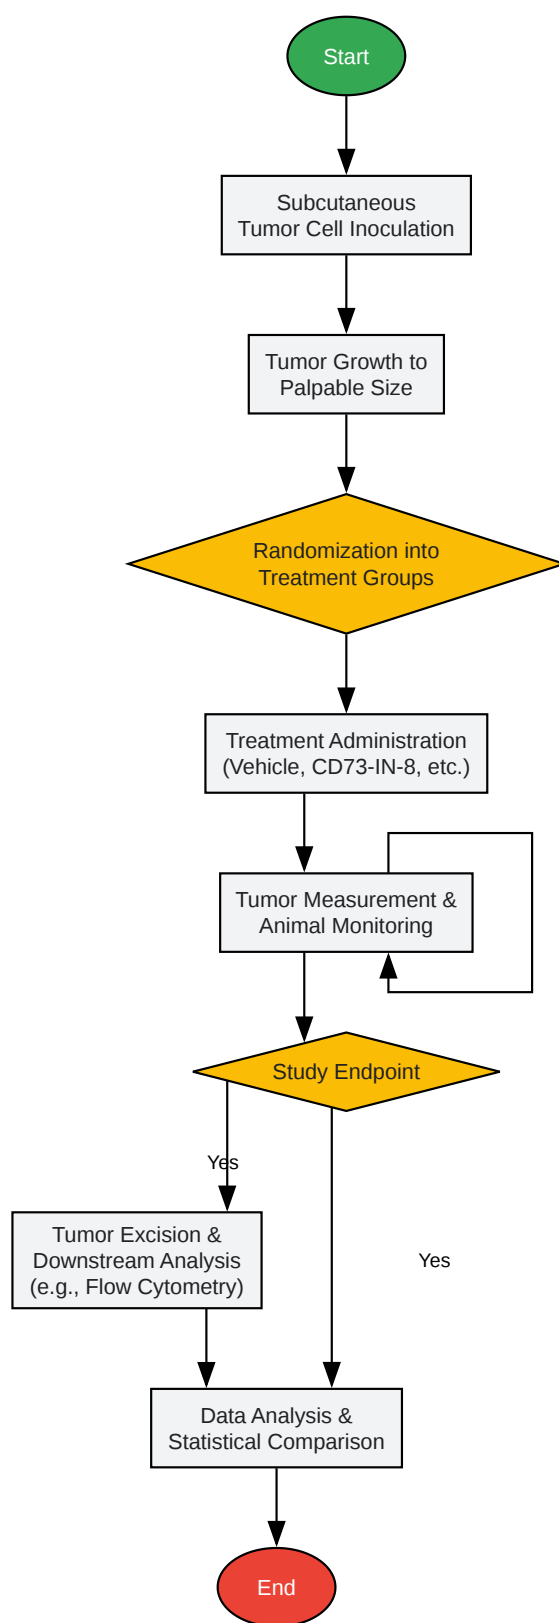 Start
Subcutaneous
Tumor Cell Inoculation
Tumor Growth to
Palpable Size
Randomization into
Treatment Groups
Treatment Administration
(Vehicle, CD73-IN-8, etc.)
Tumor Measurement &
Animal Monitoring
Study Endpoint
Yes
Tumor Excision &
Downstream Analysis
(e.g., Flow Cytometry)
Yes
Data Analysis &
Statistical Comparison
End